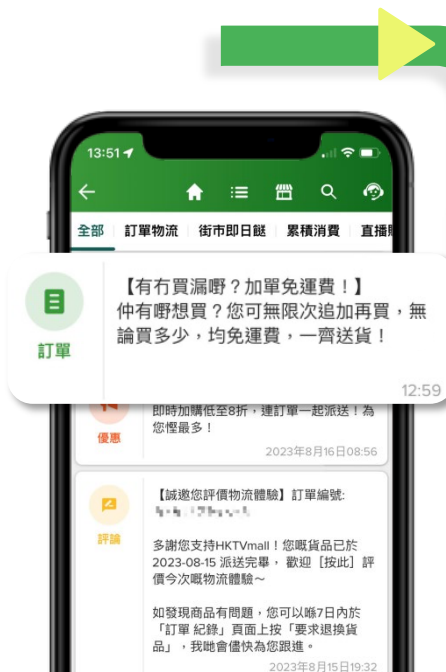 13:51
全部 訂單物流 街市即日餸 累積消費 直播
【有冇買漏嘢？加單免運費！】
仲有嘢想買？您可無限次追加再買，無
論買多少，均免運費，一齊送貨！
訂單
12:59
即時加購低至8折，連訂單一起派送！為
您慳最多！
優惠
2023年8月16日08:56
【誠邀您評價物流體驗】訂單編號:
評論
多謝您支持HKTVmall！您嘅貨品已於
2023-08-15 派送完畢， 歡迎［按此］評
價今次嘅物流體驗～
如發現商品有問題，您可以喺7日內於
「訂單 紀錄」頁面上按「要求退換貨
品」，我哋會儘快為您跟進。
2023年8月15日19:32